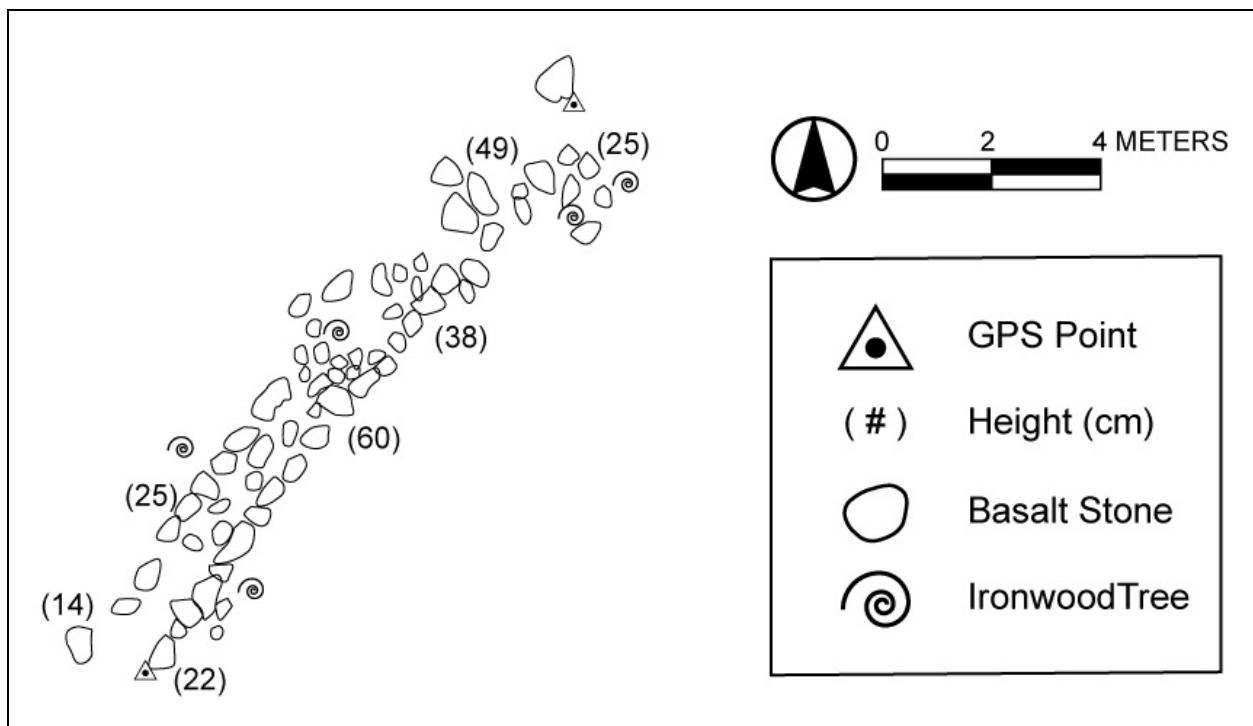 (49)
(25)
(38)
(60)
(25)
(14)
(22)
0 2 4 METERS
GPS Point
( # ) Height (cm)
Basalt Stone
IronwoodTree